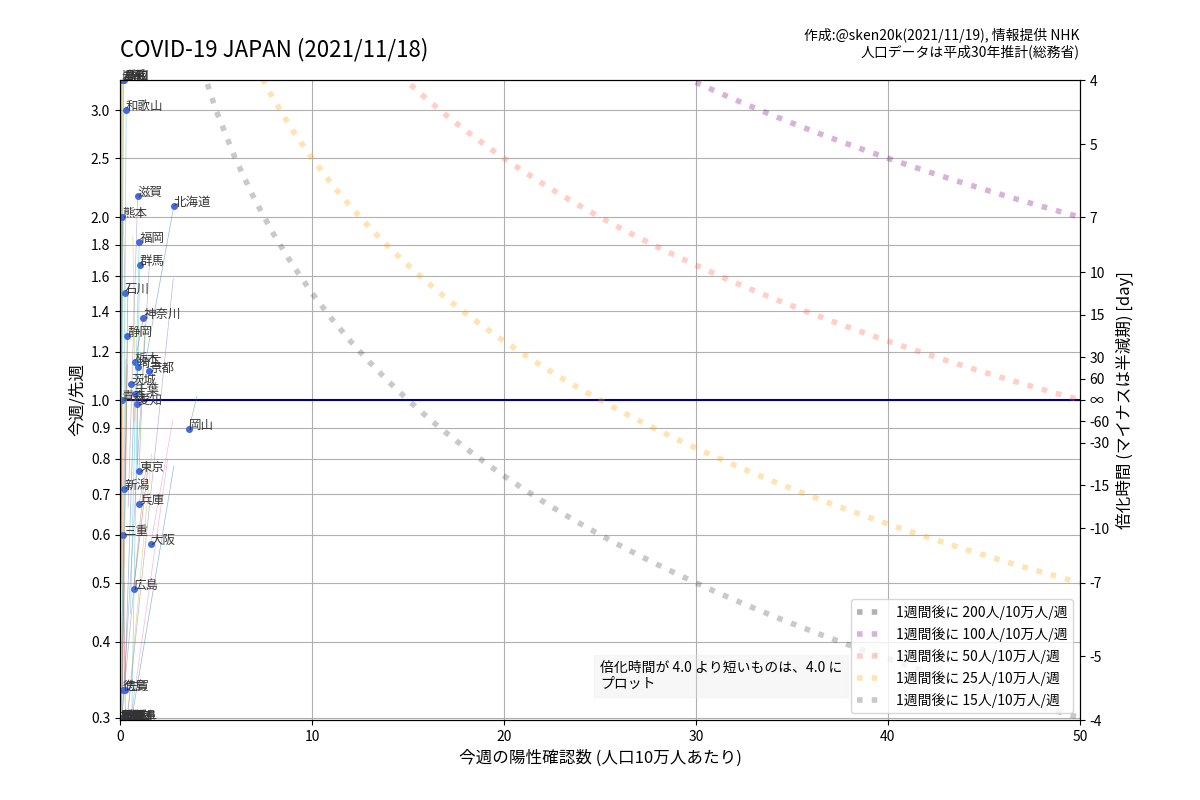 COVID-19 JAPAN (2021/11/18)
作成:@sken20k(2021/11/19), 情報提供 NHK
人口データは平成30年推計(総務省)
和歌山
滋賀
北海道
熊本
福岡
群馬
石川
神奈川
静岡
栃木
京都
茨城
千葉
愛知
岡山
東京
新潟
兵庫
三重
大阪
広島
佐賀
3.0
2.5
2.0
1.8
1.6
1.4
1.2
1.0
0.9
0.8
0.7
0.6
0.5
0.4
0.3
今週/先週
4
5
7
10
15
30
60
∞
-60
-30
-15
-10
-7
-5
-4
倍化時間 (マイナスは半減期) [day]
倍化時間が 4.0 より短いものは、4.0 に
プロット
1週間後に 200人/10万人/週
1週間後に 100人/10万人/週
1週間後に 50人/10万人/週
1週間後に 25人/10万人/週
1週間後に 15人/10万人/週
0
10
20
30
40
50
今週の陽性確認数 (人口10万人あたり)